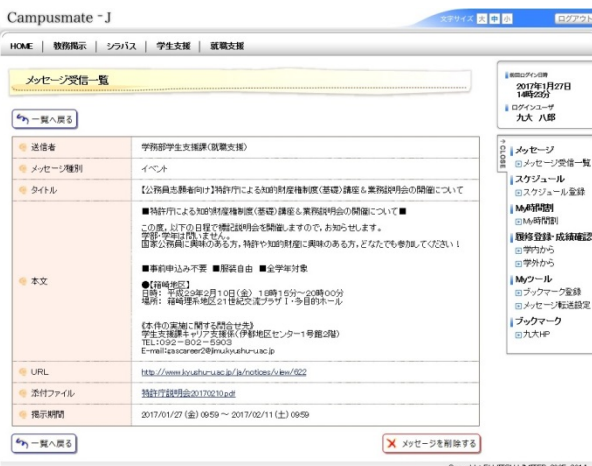 Campusmate-J
文字サイズ 大 中 小
ログアウト
HOME | 教務掲示 | シラバス | 学生支援 | 就職支援
メッセージ受信一覧
一覧へ戻る
送信者 学務部学生支援課(就職支援)
メッセージ種別 イベント
タイトル 【公務員志願者向け】特許庁による知的財産権制度(基礎)講座&業務説明会の開催について
本文
■特許庁による知的財産権制度(基礎)講座&業務説明会の開催について■
この度,以下の日程で標記説明会を開催しますので,お知らせします。
学部・学年は問いません。
国家公務員に興味のある方,特許や知的財産に興味のある方,どなたでも参加してください!
■事前申込み不要 ■服装自由 ■全学年対象
●【箱崎地区】
日時: 平成29年2月10日(金) 18時15分~20時00分
場所: 箱崎理系地区21世紀交流プラザⅠ・多目的ホール
《本件の実施に関する問合せ先》
学生支援課キャリア支援係(伊都地区センター1号館2階)
TEL:092-802-5903
E-mail:gascareer2@jimu.kyushu-u.ac.jp
URL http://www.kyushu-u.ac.jp/ja/notices/view/622
添付ファイル 特許庁説明会20170210.pdf
掲示期間 2017/01/27(金)09:59 ~ 2017/02/11(土)09:59
一覧へ戻る
メッセージを削除する
前回ログイン日時
2017年1月27日
14時23分
ログインユーザ
九大 八郎
CLOSE
メッセージ
メッセージ受信一覧
スケジュール
スケジュール登録
My時間割
My時間割
履修登録・成績確認
学内から
学外から
Myツール
ブックマーク登録
メッセージ転送設定
ブックマーク
九大HP